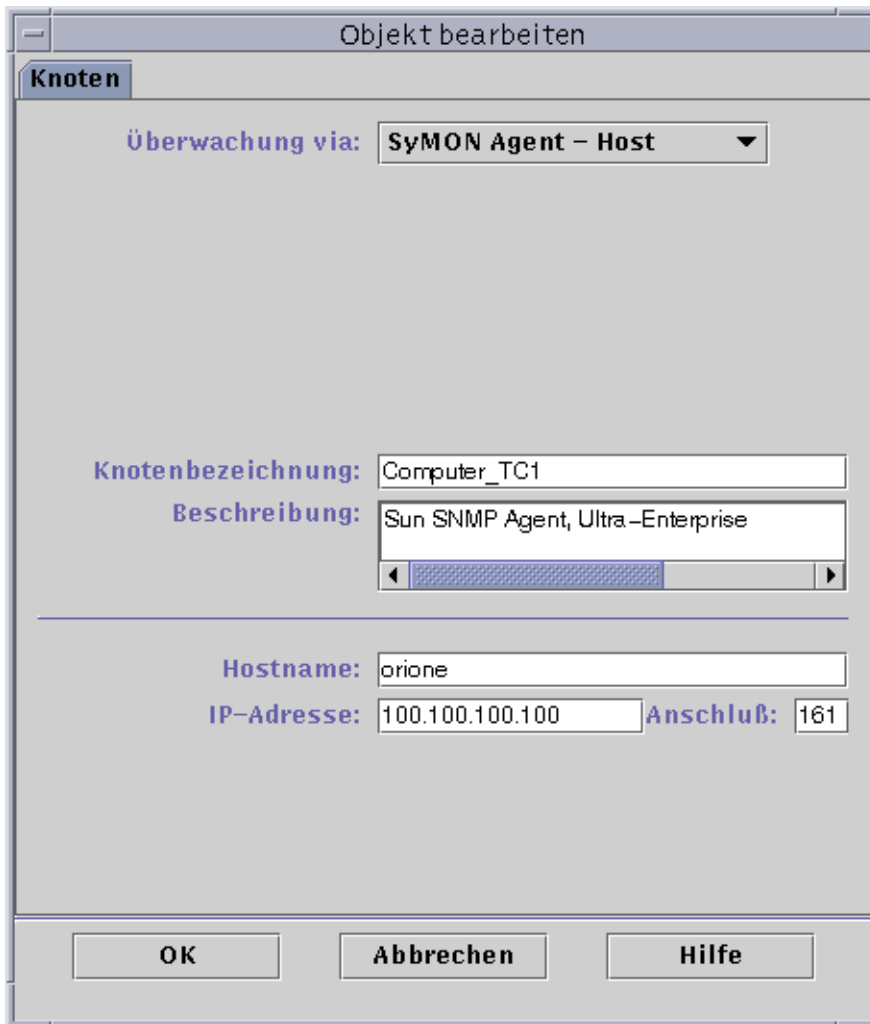 Objekt bearbeiten
Knoten
Überwachung via: SyMON Agent – Host
Knotenbezeichnung: Computer_TC1
Beschreibung: Sun SNMP Agent, Ultra–Enterprise
Hostname: orione
IP–Adresse: 100.100.100.100 Anschluß: 161
OK Abbrechen Hilfe